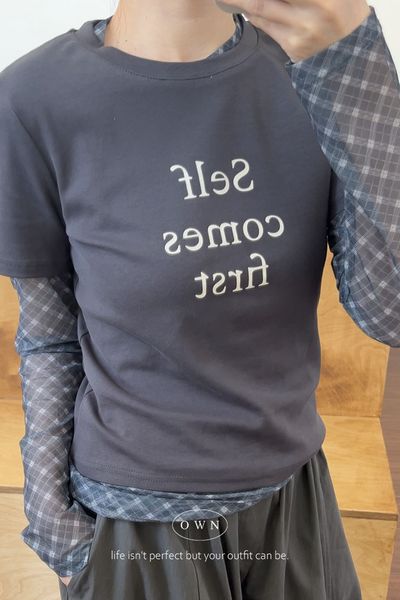 Self
comes
first
OWN
life isn't perfect but your outfit can be.